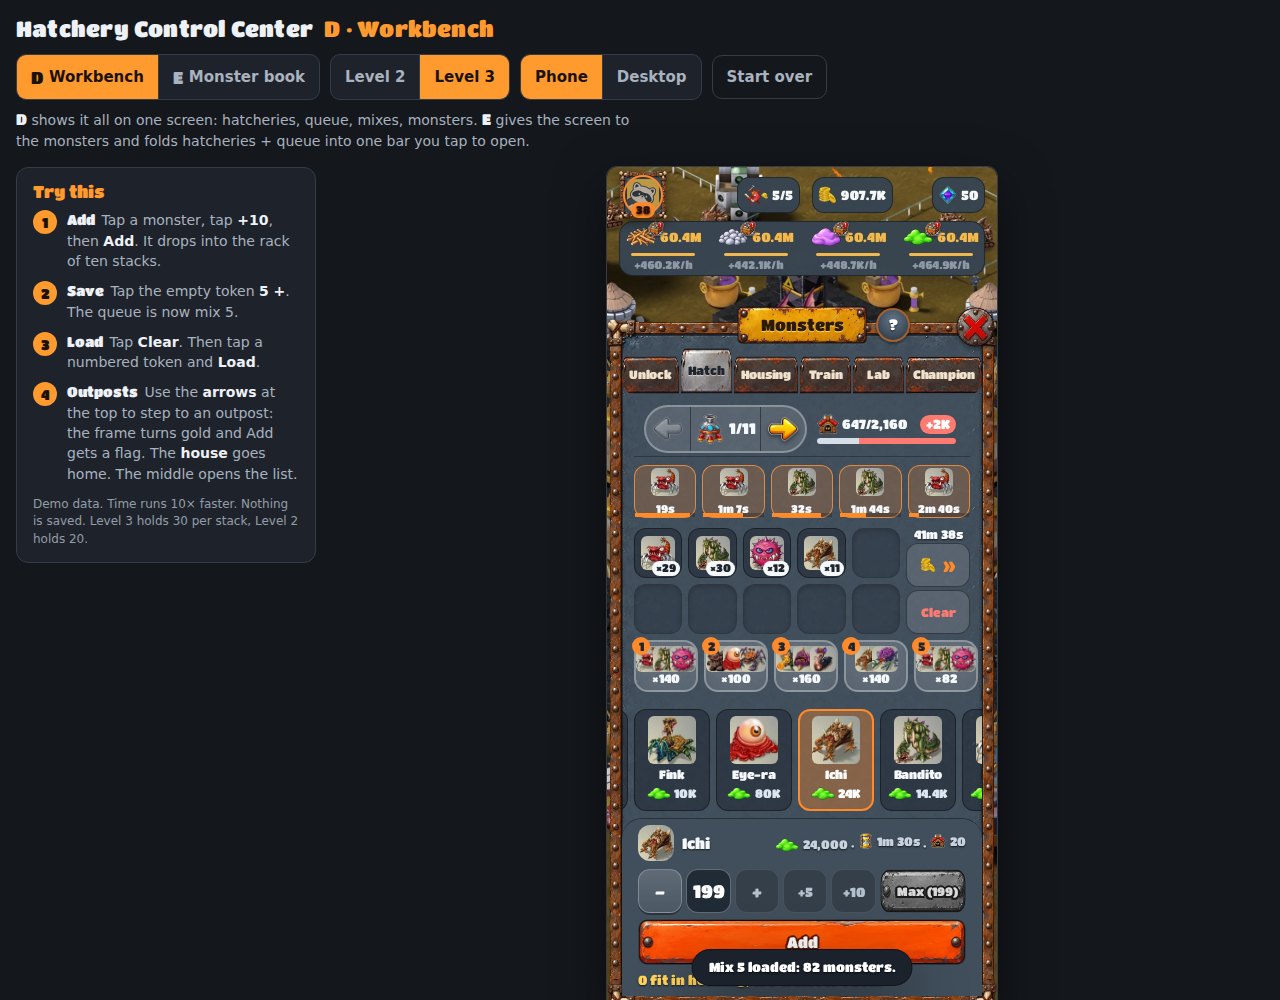 Hatchery Control Center D · Workbench
D Workbench E Monster book Level 2 Level 3 Phone Desktop Start over
D shows it all on one screen: hatcheries, queue, mixes, monsters. E gives the screen to
the monsters and folds hatcheries + queue into one bar you tap to open.
Try this
1 Add Tap a monster, tap +10,
then Add. It drops into the rack
of ten stacks.
2 Save Tap the empty token 5 +.
The queue is now mix 5.
3 Load Tap Clear. Then tap a
numbered token and Load.
4 Outposts Use the arrows at
the top to step to an outpost:
the frame turns gold and Add
gets a flag. The house goes
home. The middle opens the list.
Demo data. Time runs 10× faster. Nothing
is saved. Level 3 holds 30 per stack, Level 2
holds 20.
30 5/5 907.7K 50
60.4M 60.4M 60.4M 60.4M
+460.2K/h +442.1K/h +448.7K/h +464.9K/h
Monsters ?
Unlock Hatch Housing Train Lab Champion
1/11 647/2,160 +2K
19s 1m 7s 32s 1m 44s 2m 40s
41m 38s
×29 ×30 ×12 ×11 »
Clear
1 2 3 4 5
×140 ×100 ×160 ×140 ×82
Fink Eye-ra Ichi Bandito
10K 80K 24K 14.4K
Ichi 24,000 · 1m 30s · 20
− 199 + +5 +10 Max (199)
Add
Mix 5 loaded: 82 monsters.
0 fit in